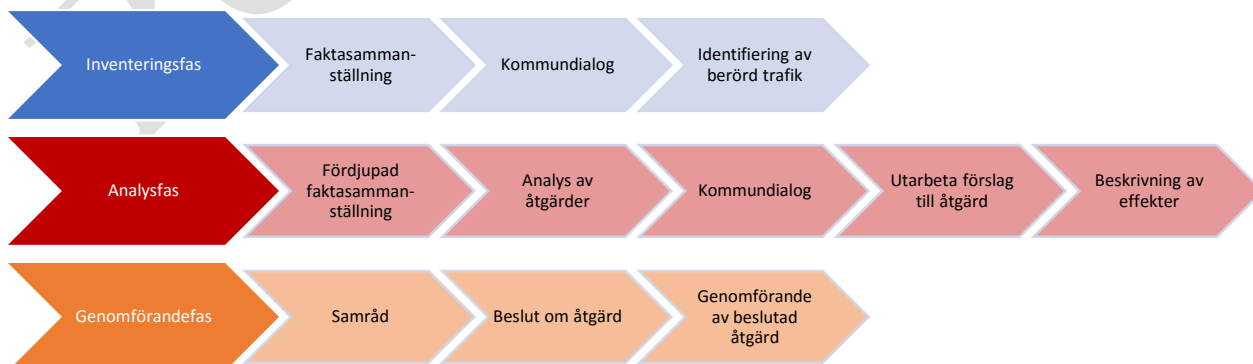 Inventeringsfas
Faktasamman-
ställning
Kommundialog
Identifiering av
berörd trafik
Analysfas
Fördjupad
faktasamman-
ställning
Analys av
åtgärder
Kommundialog
Utarbeta förslag
till åtgärd
Beskrivning av
effekter
Genomförandefas
Samråd
Beslut om åtgärd
Genomförande
av beslutad
åtgärd